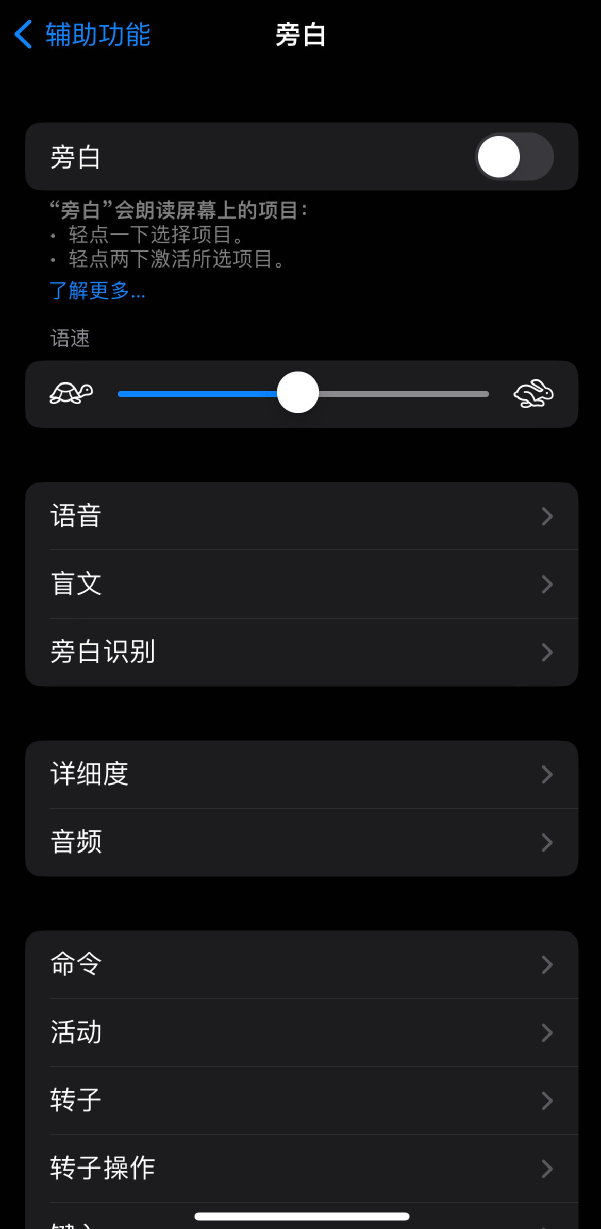 辅助功能
旁白
旁白
“旁白”会朗读屏幕上的项目：
• 轻点一下选择项目。
• 轻点两下激活所选项目。
了解更多...
语速
语音
盲文
旁白识别
详细度
音频
命令
活动
转子
转子操作